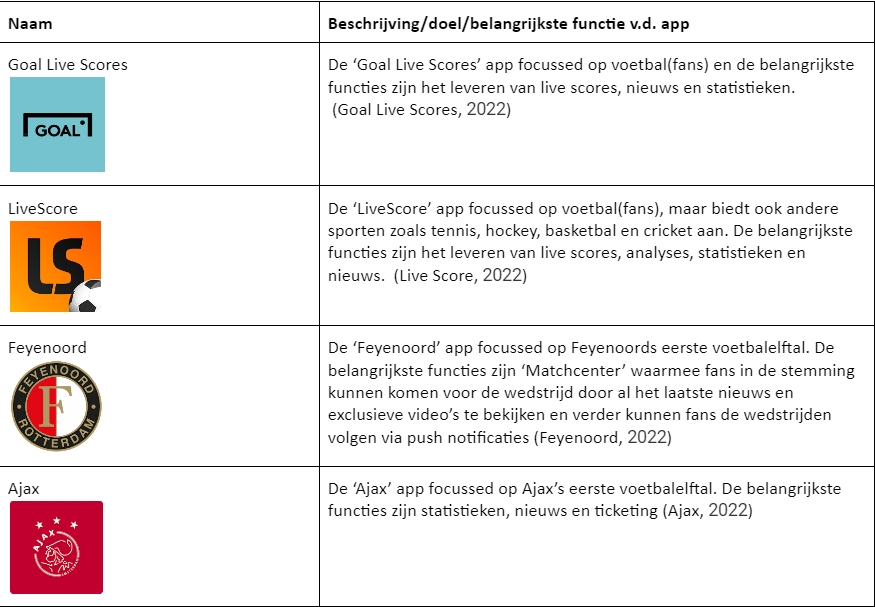 Naam
Beschrijving/doel/belangrijkste functie v.d. app
Goal Live Scores
GOAL
De ‘Goal Live Scores’ app focussed op voetbal(fans) en de belangrijkste
functies zijn het leveren van live scores, nieuws en statistieken.
(Goal Live Scores, 2022)
LiveScore
LS
De ‘LiveScore’ app focussed op voetbal(fans), maar biedt ook andere
sporten zoals tennis, hockey, basketbal en cricket aan. De belangrijkste
functies zijn het leveren van live scores, analyses, statistieken en
nieuws.  (Live Score, 2022)
Feyenoord
FEYENOORD
F
ROTTERDAM
De ‘Feyenoord’ app focussed op Feyenoords eerste voetbalelftal. De
belangrijkste functies zijn ‘Matchcenter’ waarmee fans in de stemming
kunnen komen voor de wedstrijd door al het laatste nieuws en
exclusieve video’s te bekijken en verder kunnen fans de wedstrijden
volgen via push notificaties (Feyenoord, 2022)
Ajax
AJAX
De ‘Ajax’ app focussed op Ajax’s eerste voetbalelftal. De belangrijkste
functies zijn statistieken, nieuws en ticketing (Ajax, 2022)